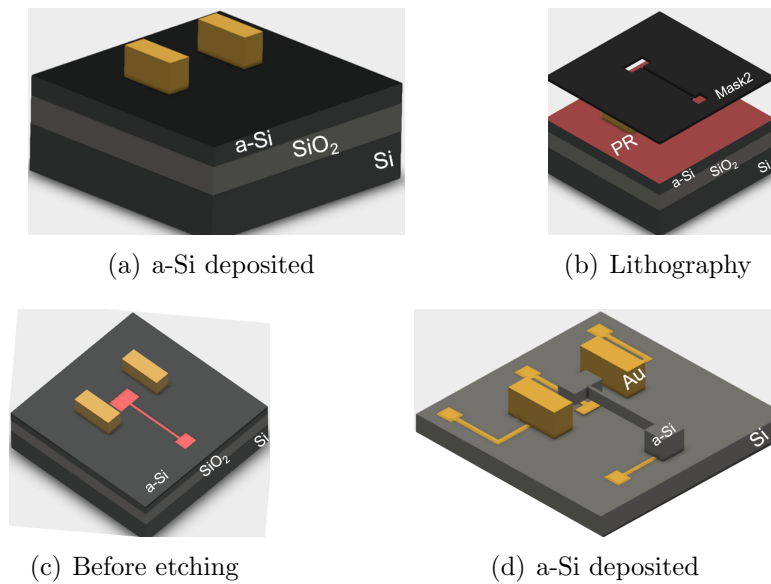 a-Si
SiO₂
Si
(a) a-Si deposited
Mask2
PR
a-Si
SiO₂
Si
(b) Lithography
a-Si
SiO₂
Si
(c) Before etching
Au
a-Si
Si
(d) a-Si deposited